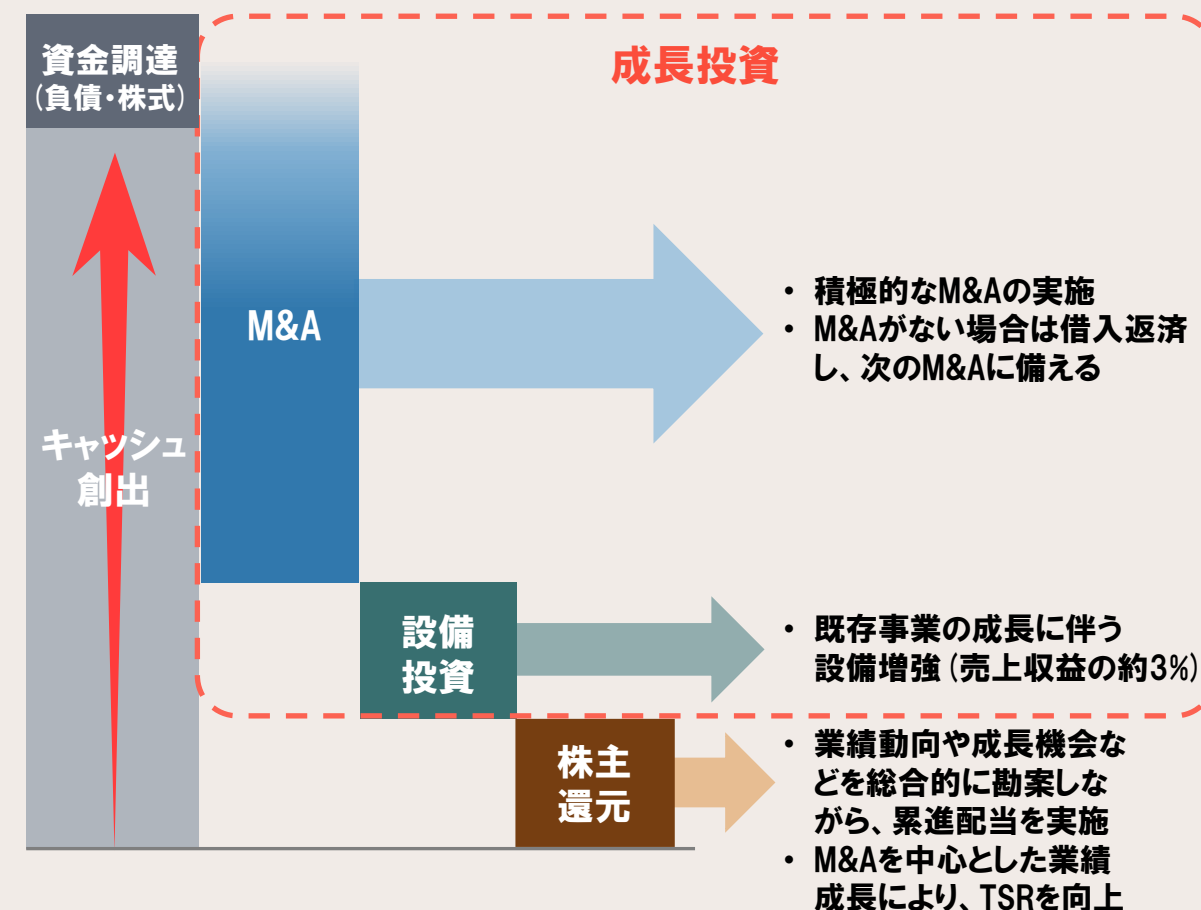 資金調達
(負債・株式)
成長投資
M&A
・ 積極的なM&Aの実施
・ M&Aがない場合は借入返済
し、次のM&Aに備える
キャッシュ
創出
設備
投資
・ 既存事業の成長に伴う
設備増強(売上収益の約3%)
株主
還元
・ 業績動向や成長機会な
どを総合的に勘案しな
がら、累進配当を実施
・ M&Aを中心とした業績
成長により、TSRを向上